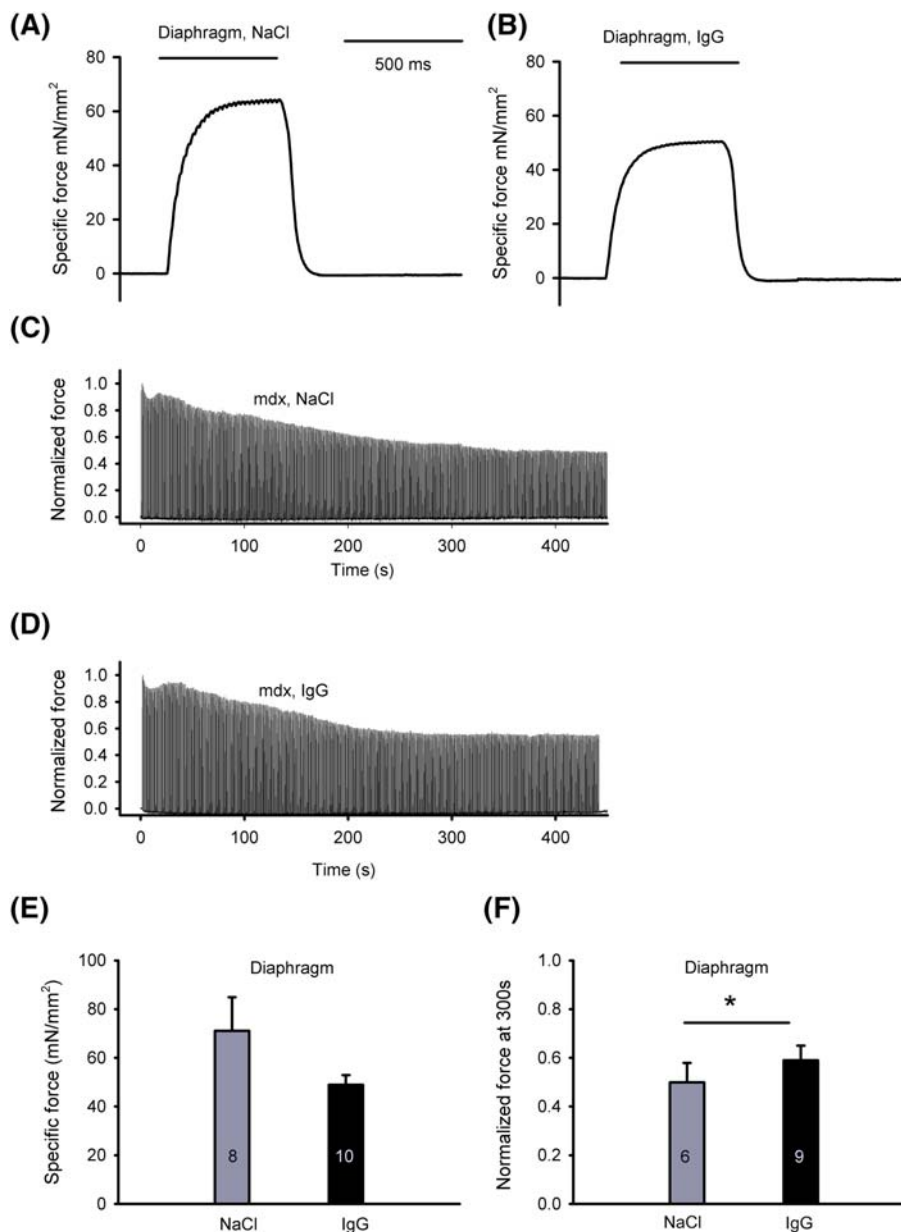 (A)
Diaphragm, NaCl
500 ms
Specific force mN/mm²
80
60
40
20
0
(B)
Diaphragm, IgG
Specific force mN/mm²
80
60
40
20
0
(C)
mdx, NaCl
Normalized force
1.0
0.8
0.6
0.4
0.2
0.0
0 100 200 300 400
Time (s)
(D)
mdx, IgG
Normalized force
1.0
0.8
0.6
0.4
0.2
0.0
0 100 200 300 400
Time (s)
(E)
Diaphragm
Specific force (mN/mm²)
100
80
60
40
20
0
8 10
NaCl IgG
(F)
Diaphragm
*
Normalized force at 300s
1.0
0.8
0.6
0.4
0.2
0.0
6 9
NaCl IgG